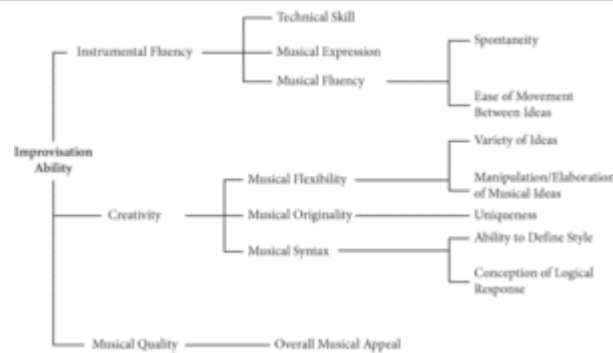 Technical Skill
Spontaneity
Instrumental Fluency
Musical Expression
Musical Fluency
Ease of Movement
Between Ideas
Improvisation
Ability
Variety of Ideas
Musical Flexibility
Manipulation/Elaboration
of Musical Ideas
Creativity
Musical Originality
Uniqueness
Ability to Define Style
Musical Syntax
Conception of Logical
Response
Musical Quality
Overall Musical Appeal